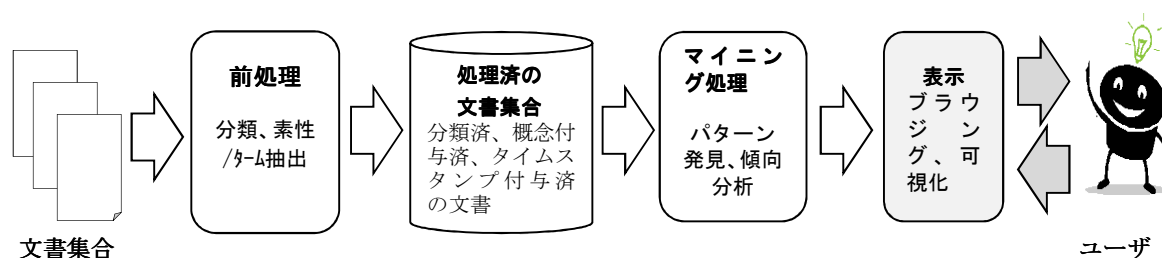 前処理
分類、素性
/ﾀｰﾑ抽出
処理済の
文書集合
分類済、概念付
与済、タイムス
タンプ付与済
の文書
マイニン
グ処理
パターン
発見、傾向
分析
表示
ブラウ
ジン
グ、可
視化
文書集合
ユーザ